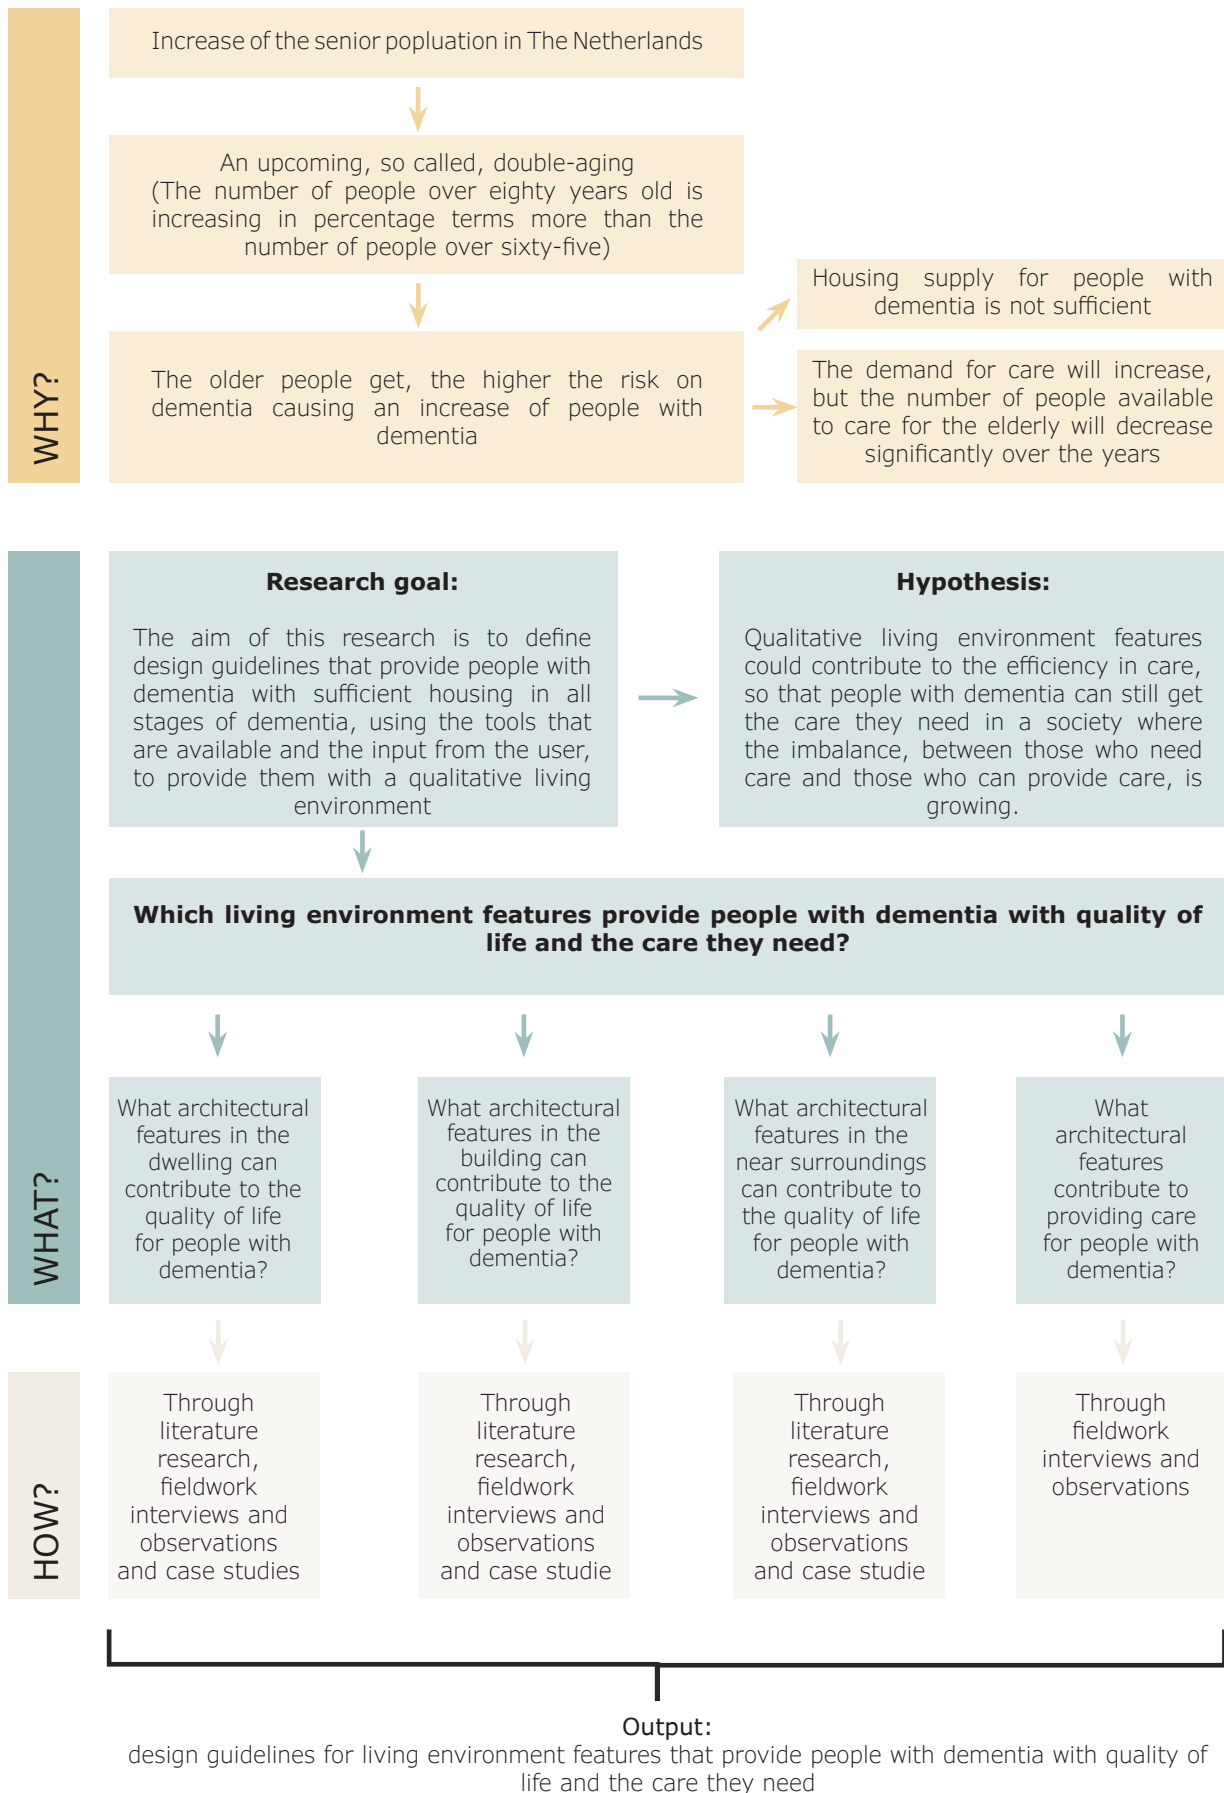 WHY?
Increase of the senior popluation in The Netherlands
An upcoming, so called, double-aging
(The number of people over eighty years old is
increasing in percentage terms more than the
number of people over sixty-five)
The older people get, the higher the risk on
dementia causing an increase of people with
dementia
Housing supply for people with
dementia is not sufficient
The demand for care will increase,
but the number of people available
to care for the elderly will decrease
significantly over the years
WHAT?
Research goal:
The aim of this research is to define
design guidelines that provide people with
dementia with sufficient housing in all
stages of dementia, using the tools that
are available and the input from the user,
to provide them with a qualitative living
environment
Hypothesis:
Qualitative living environment features
could contribute to the efficiency in care,
so that people with dementia can still get
the care they need in a society where
the imbalance, between those who need
care and those who can provide care, is
growing.
Which living environment features provide people with dementia with quality of
life and the care they need?
What architectural
features in the
dwelling can
contribute to the
quality of life
for people with
dementia?
What architectural
features in the
building can
contribute to the
quality of life
for people with
dementia?
What architectural
features in the
near surroundings
can contribute to
the quality of life
for people with
dementia?
What
architectural
features
contribute to
providing care
for people with
dementia?
HOW?
Through
literature
research,
fieldwork
interviews and
observations
and case studies
Through
literature
research,
fieldwork
interviews and
observations
and case studie
Through
literature
research,
fieldwork
interviews and
observations
and case studie
Through
fieldwork
interviews and
observations
Output:
design guidelines for living environment features that provide people with dementia with quality of
life and the care they need